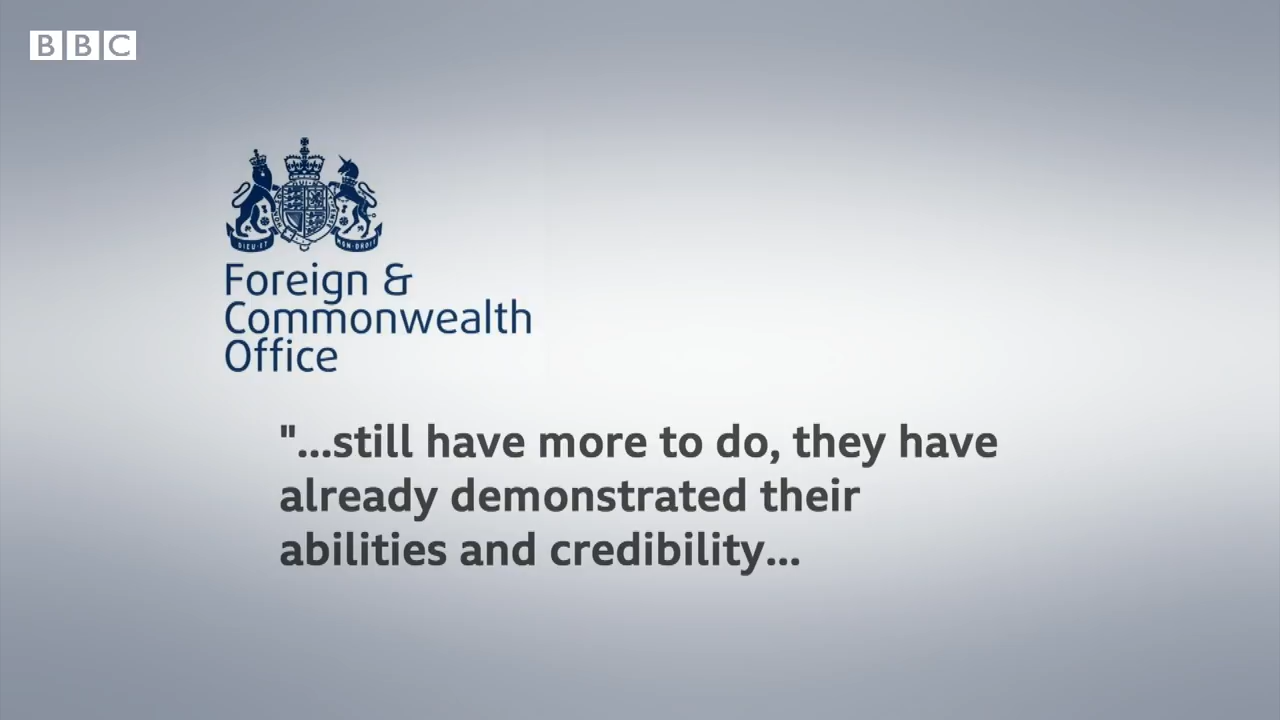 BBC
DIEU·ET
MON·DROIT
Foreign &
Commonwealth
Office
"...still have more to do, they have
already demonstrated their
abilities and credibility...